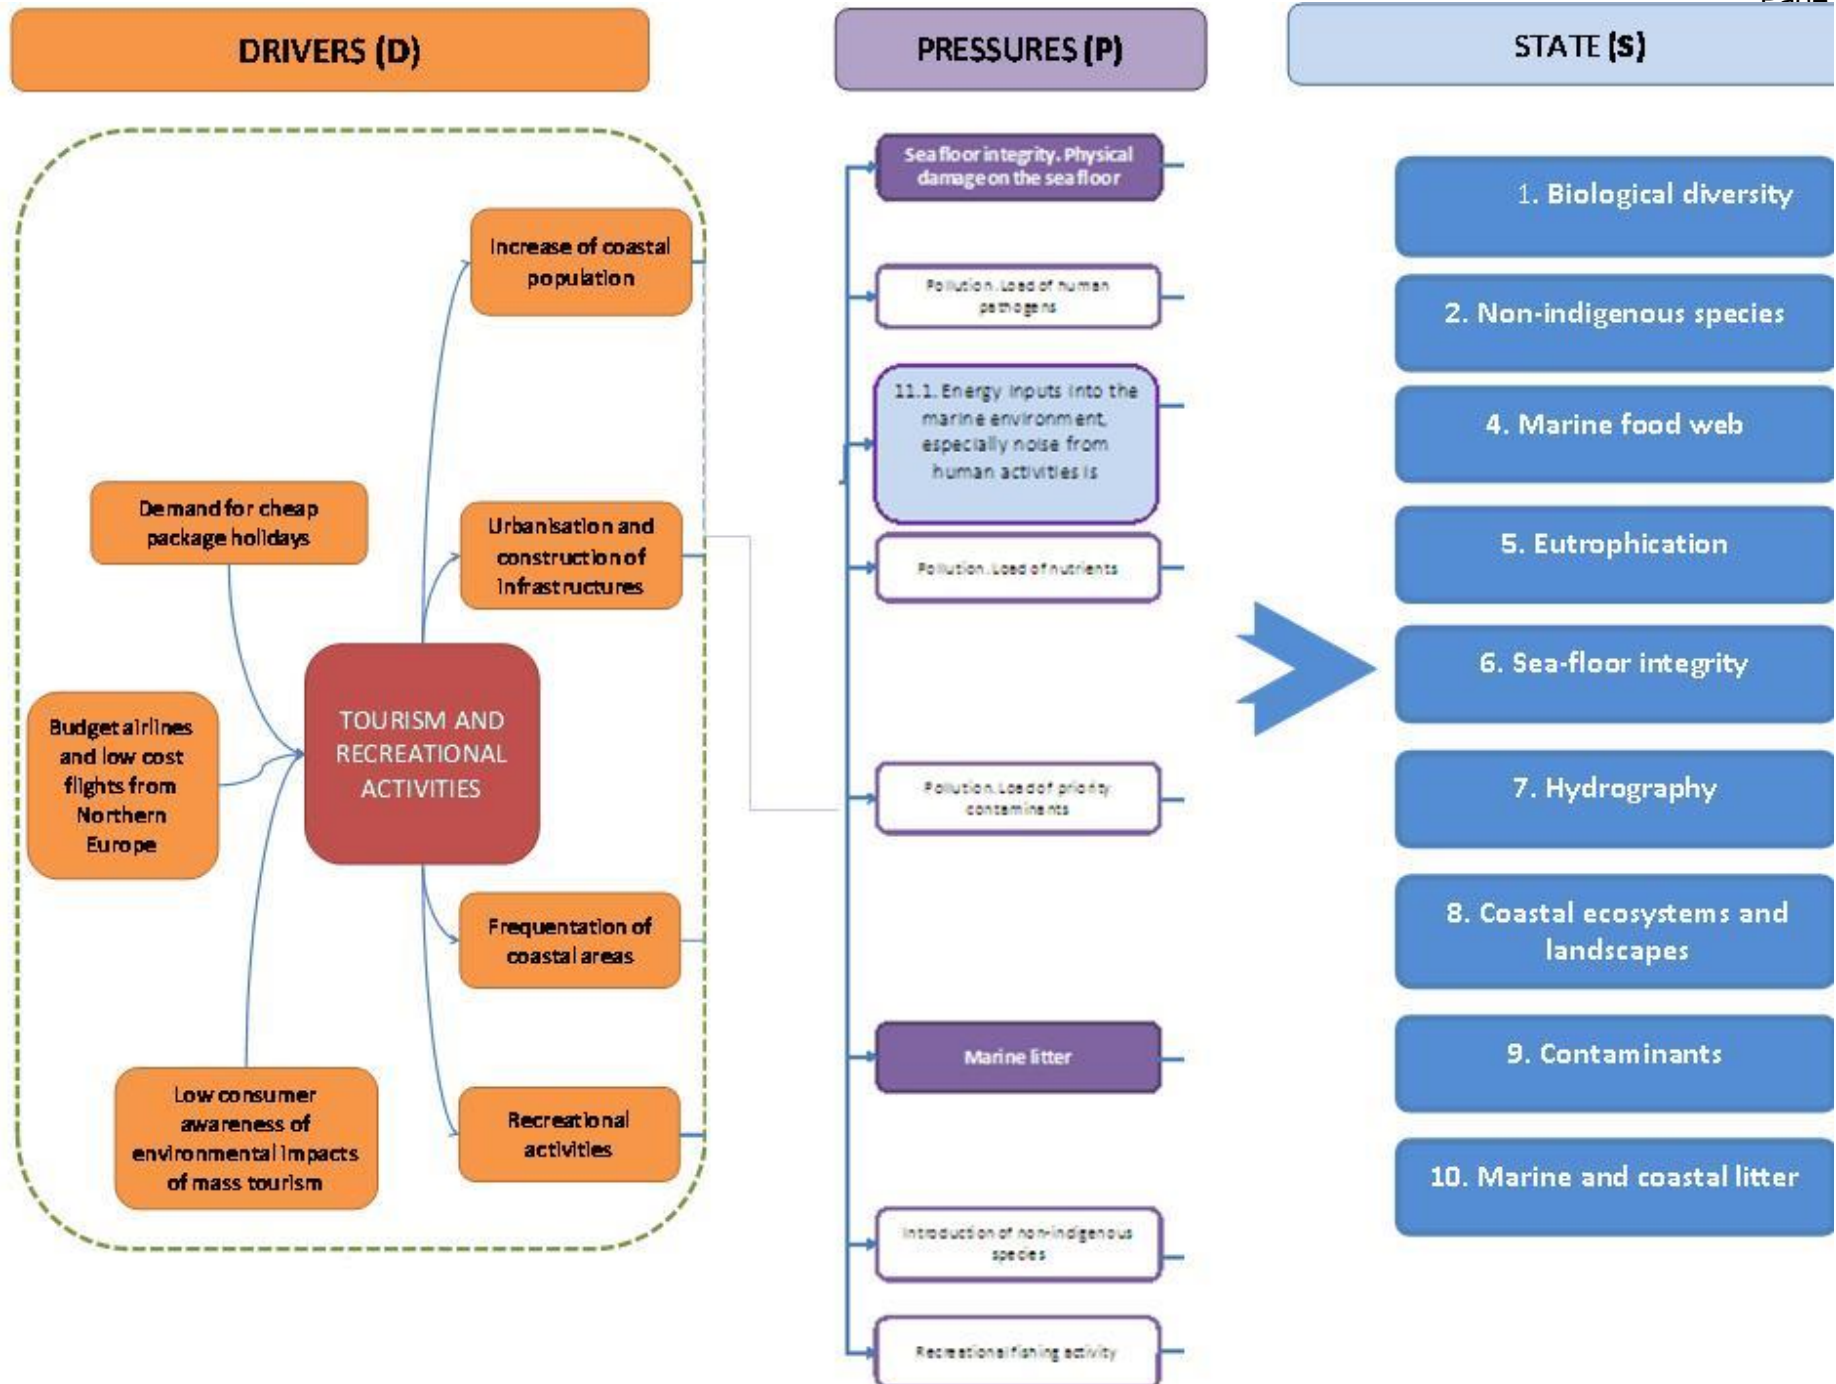 DRIVERS (D)
PRESSURES (P)
STATE (S)
Increase of coastal
population
Urbanisation and
construction of
infrastructures
Demand for cheap
package holidays
TOURISM AND
RECREATIONAL
ACTIVITIES
Budget airlines
and low cost
flights from
Northern
Europe
Frequentation of
coastal areas
Low consumer
awareness of
environmental impacts
of mass tourism
Recreational
activities
Sea floor integrity. Physical
damage on the sea floor
Pollution. Load of human
pathogens
11.1. Energy inputs into the
marine environment,
especially noise from
human activities is
Pollution. Load of nutrients
Pollution. Load of priority
contaminants
Marine litter
Introduction of non-indigenous
species
Recreational fishing activity
1. Biological diversity
2. Non-indigenous species
4. Marine food web
5. Eutrophication
6. Sea-floor integrity
7. Hydrography
8. Coastal ecosystems and
landscapes
9. Contaminants
10. Marine and coastal litter